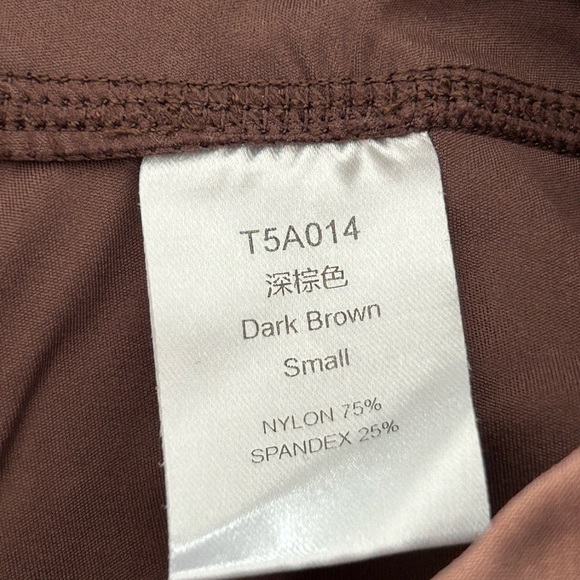 T5A014
深棕色
Dark Brown
Small
NYLON 75%
SPANDEX 25%